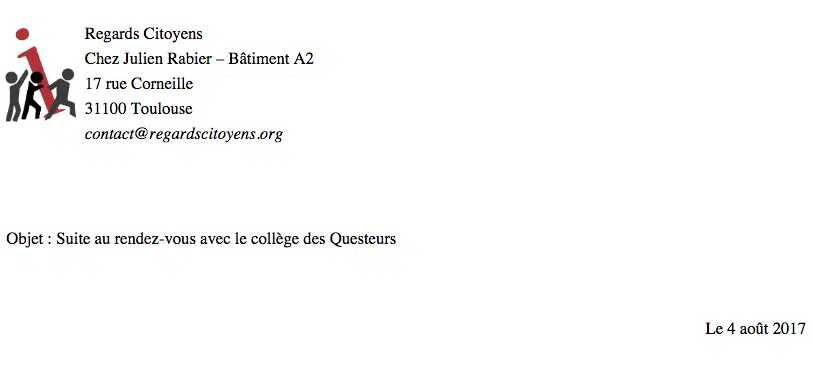 Regards Citoyens
Chez Julien Rabier – Bâtiment A2
17 rue Corneille
31100 Toulouse
contact@regardscitoyens.org
Objet : Suite au rendez-vous avec le collège des Questeurs
Le 4 août 2017